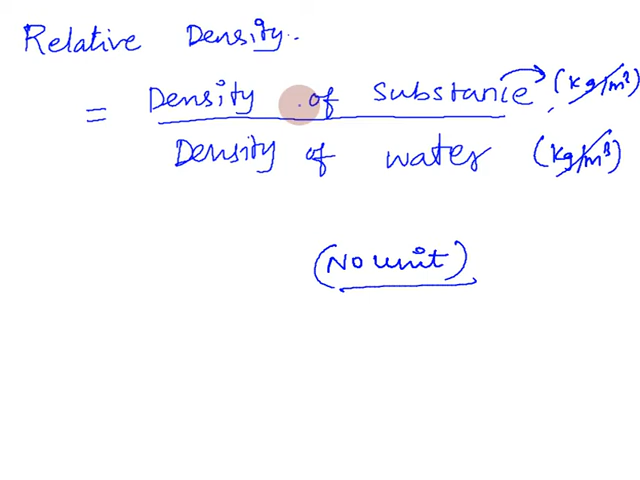 Relative Density.
= Density of Substance (kg/m³)
Density of water (kg/m³)
(No unit)